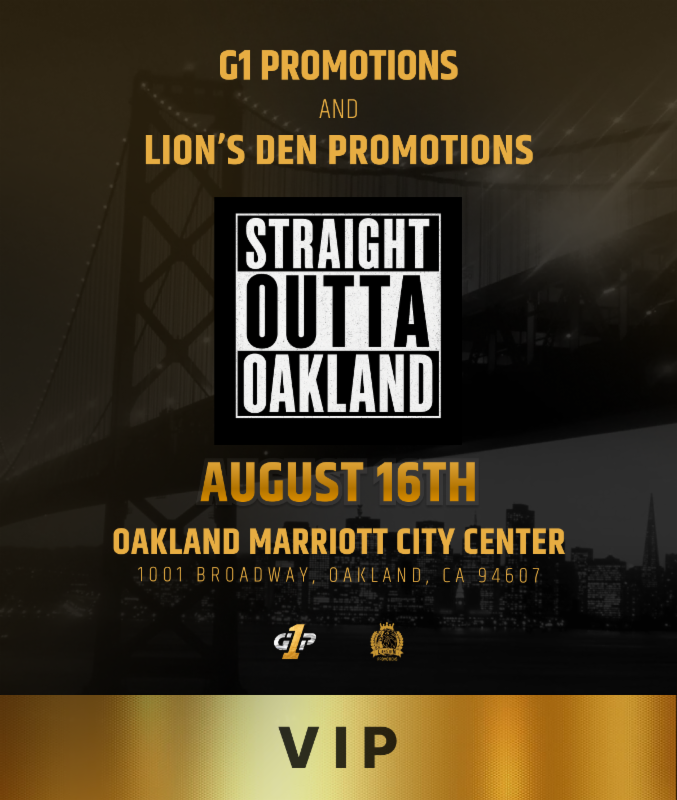 G1 PROMOTIONS
AND
LION'S DEN PROMOTIONS
STRAIGHT
OUTTA
OAKLAND
AUGUST 16TH
OAKLAND MARRIOTT CITY CENTER
1001 BROADWAY, OAKLAND, CA 94607
G1P
VIP